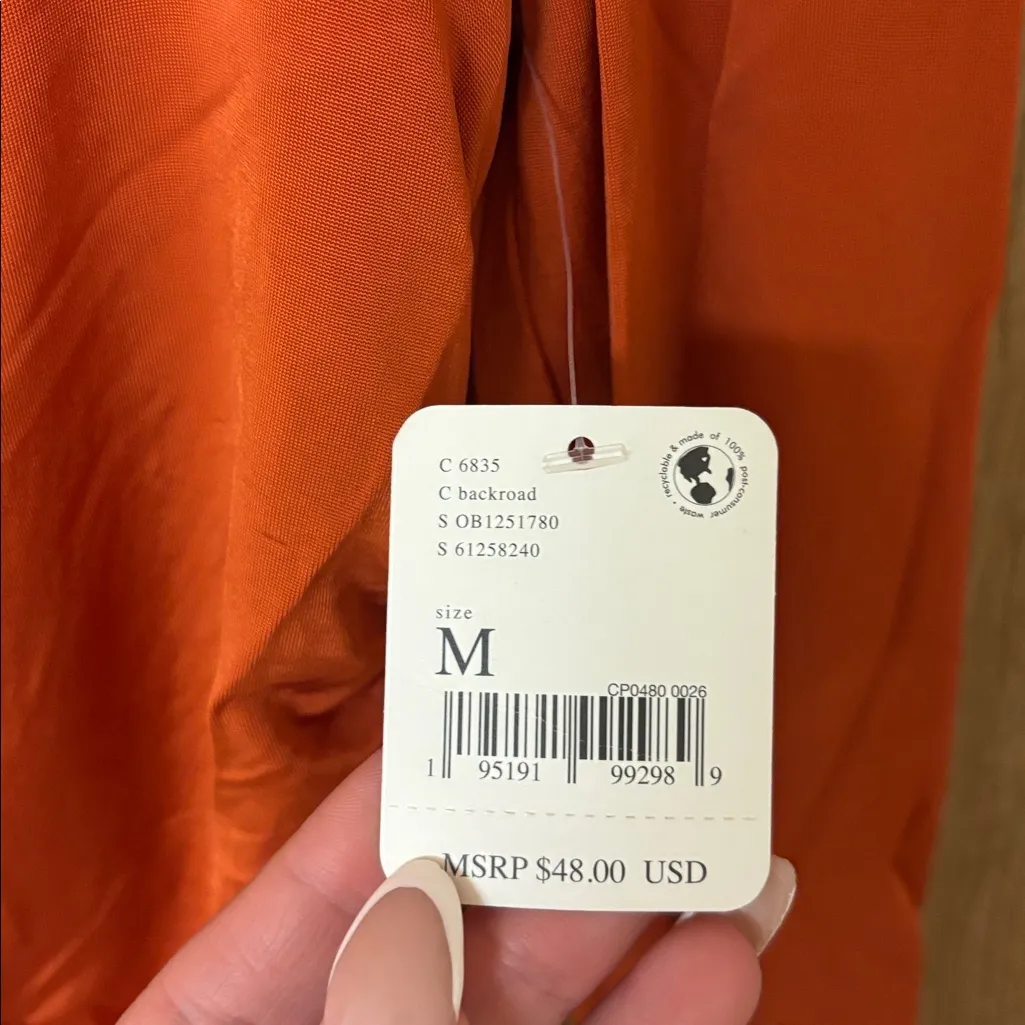 C 6835
C backroad
S OB1251780
S 61258240
recyclable & made of 100% post-consumer waste •
size
M
CP0480 0026
1 95191 99298 9
MSRP $48.00 USD